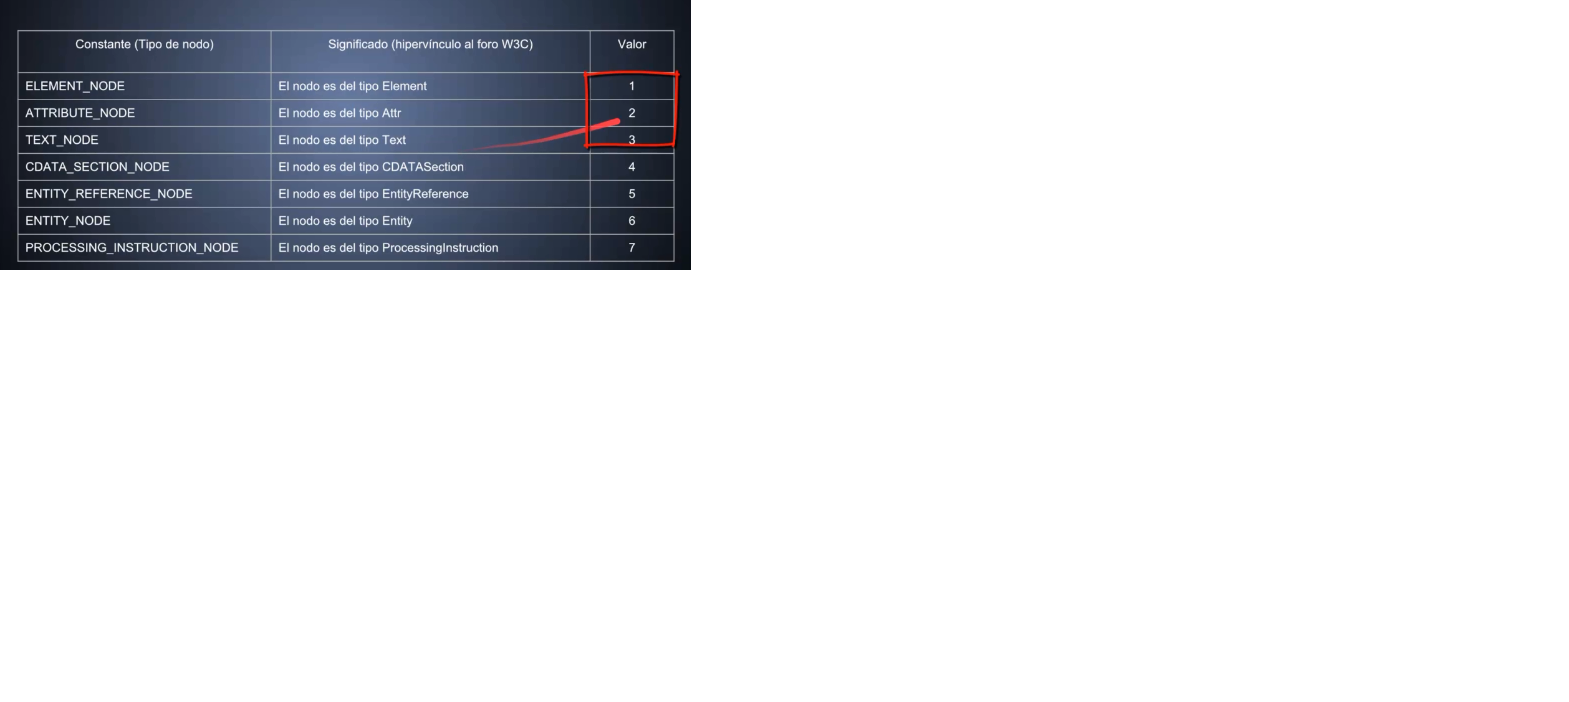 Constante (Tipo de nodo) Significado (hipervínculo al foro W3C) Valor
ELEMENT_NODE El nodo es del tipo Element 1
ATTRIBUTE_NODE El nodo es del tipo Attr 2
TEXT_NODE El nodo es del tipo Text 3
CDATA_SECTION_NODE El nodo es del tipo CDATASection 4
ENTITY_REFERENCE_NODE El nodo es del tipo EntityReference 5
ENTITY_NODE El nodo es del tipo Entity 6
PROCESSING_INSTRUCTION_NODE El nodo es del tipo ProcessingInstruction 7